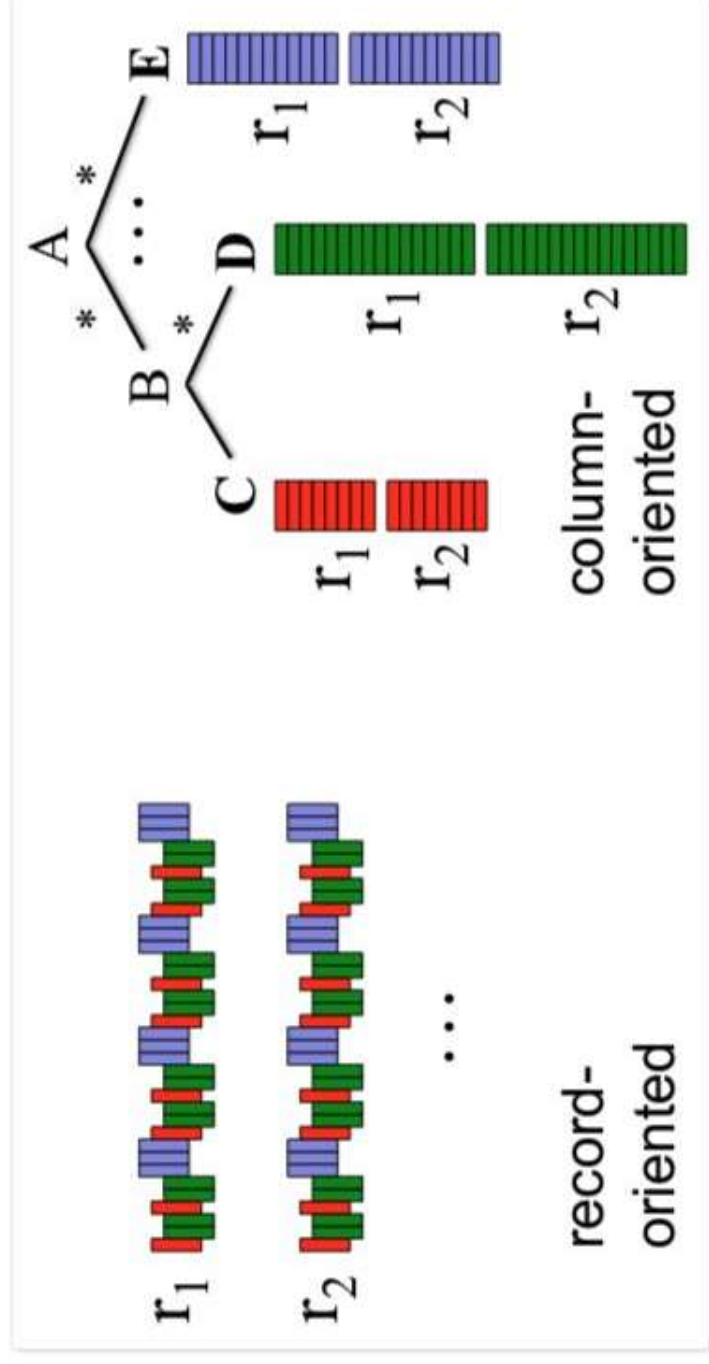 r1
r2
...
record-
oriented
A
* *
B ... E
*
C D
r1
r2
r1
r2
r1
r2
column-
oriented